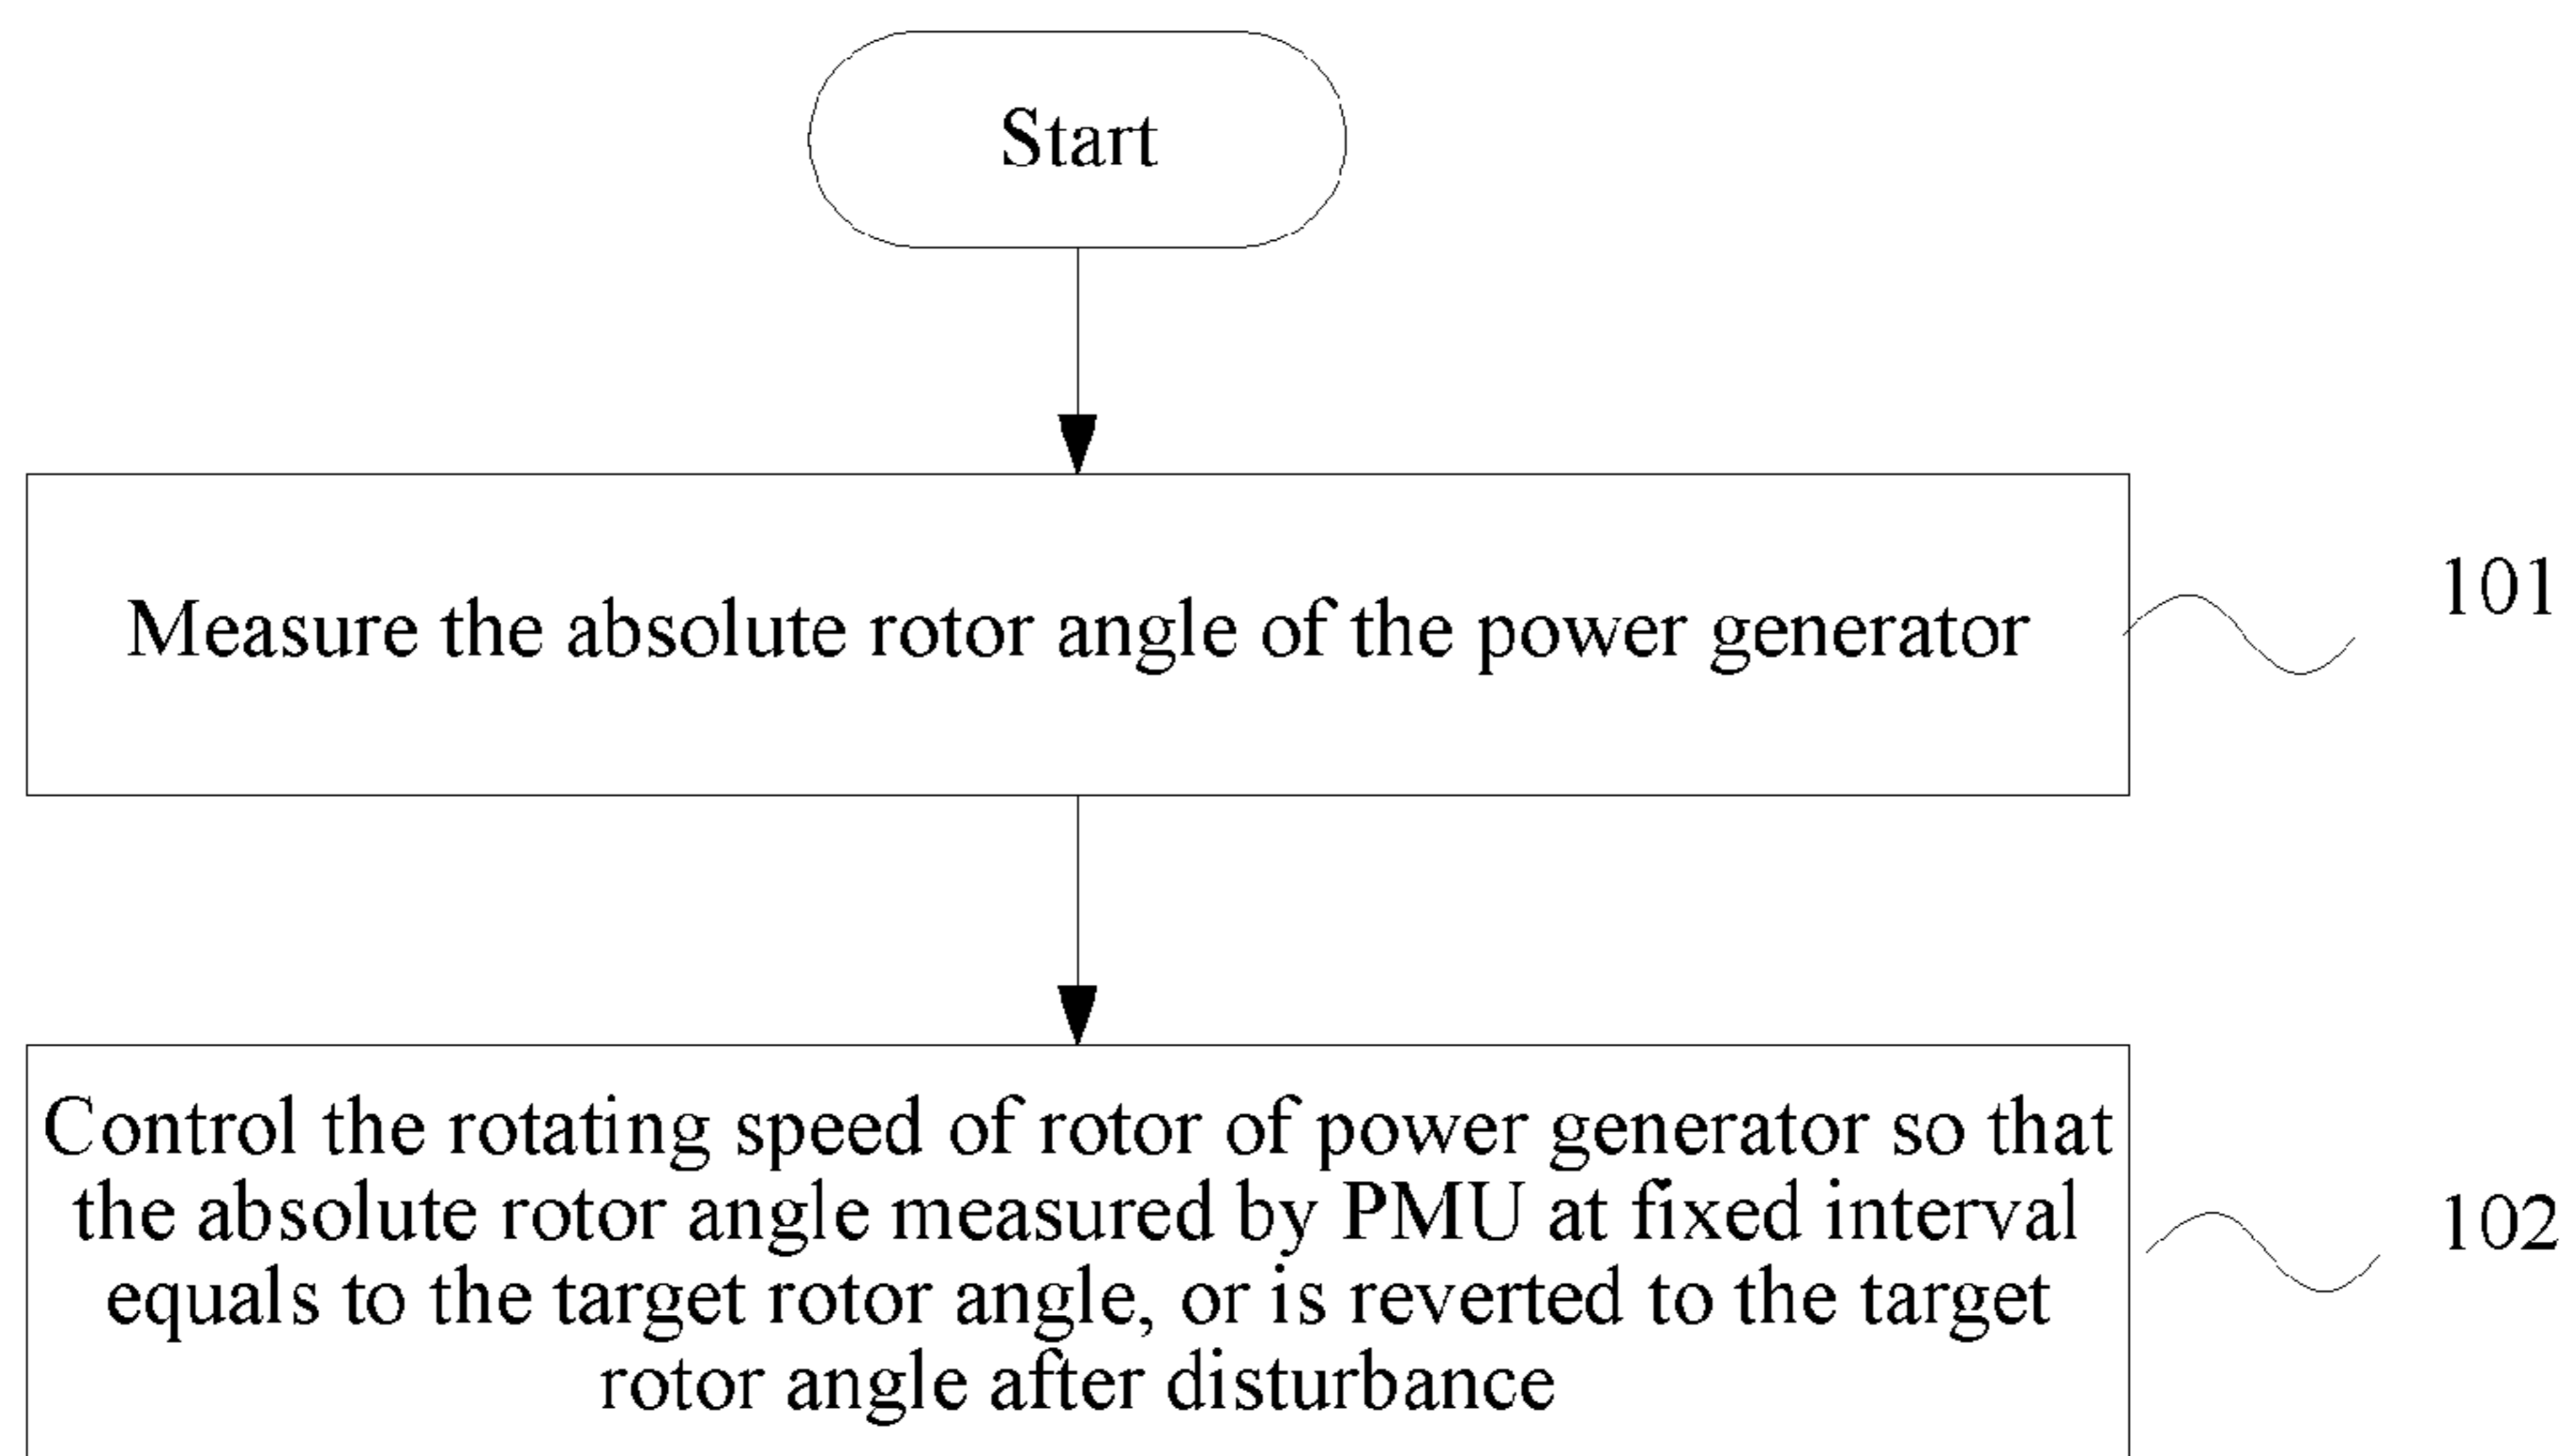 Start
Measure the absolute rotor angle of the power generator
101
Control the rotating speed of rotor of power generator so that
the absolute rotor angle measured by PMU at fixed interval
equals to the target rotor angle, or is reverted to the target
rotor angle after disturbance
102